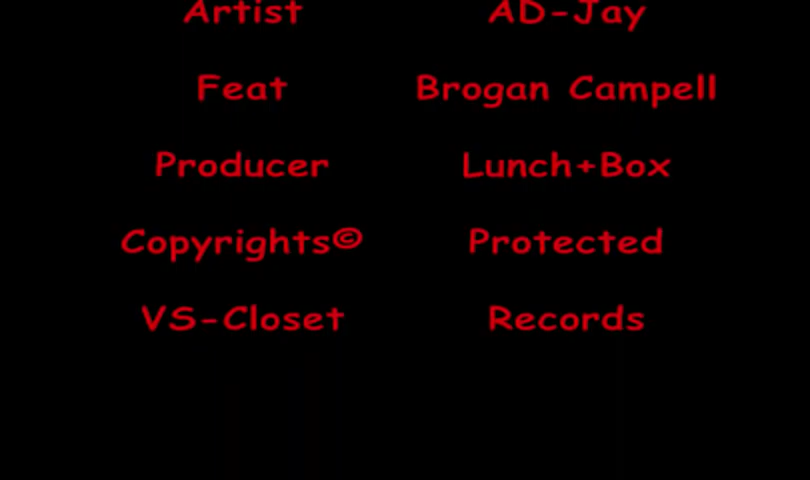 Artist AD-Jay
Feat Brogan Campell
Producer Lunch+Box
Copyrights© Protected
VS-Closet Records